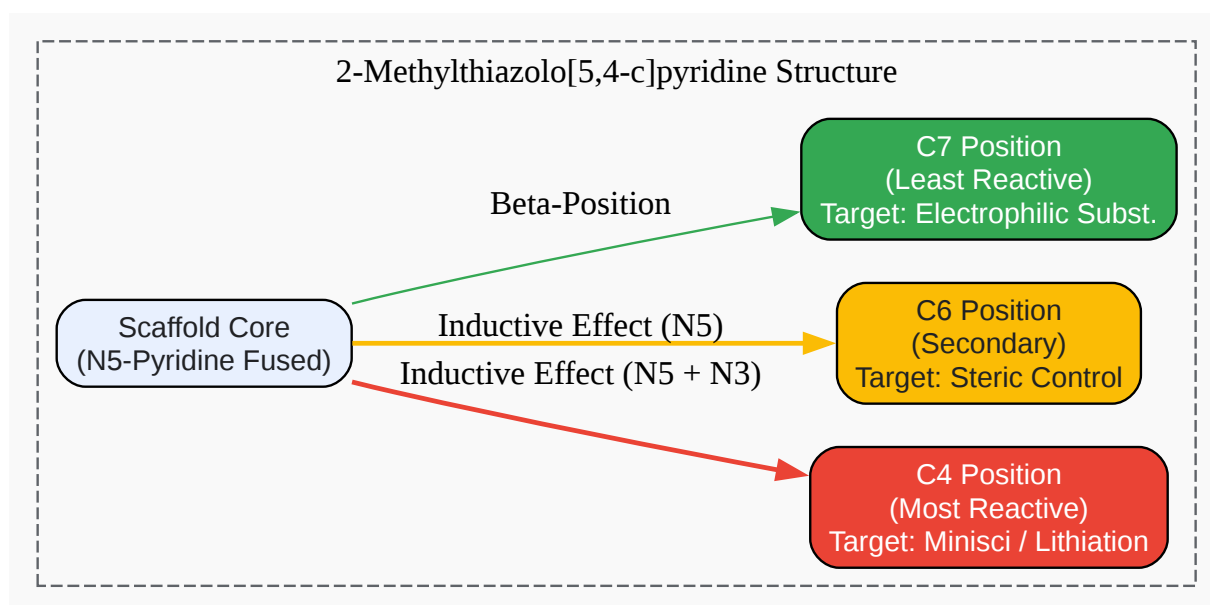 2-Methylthiazolo[5,4-c]pyridine Structure
C7 Position
(Least Reactive)
Target: Electrophilic Subst.
Beta-Position
Scaffold Core
(N5-Pyridine Fused)
Inductive Effect (N5)
C6 Position
(Secondary)
Target: Steric Control
Inductive Effect (N5 + N3)
C4 Position
(Most Reactive)
Target: Minisci / Lithiation